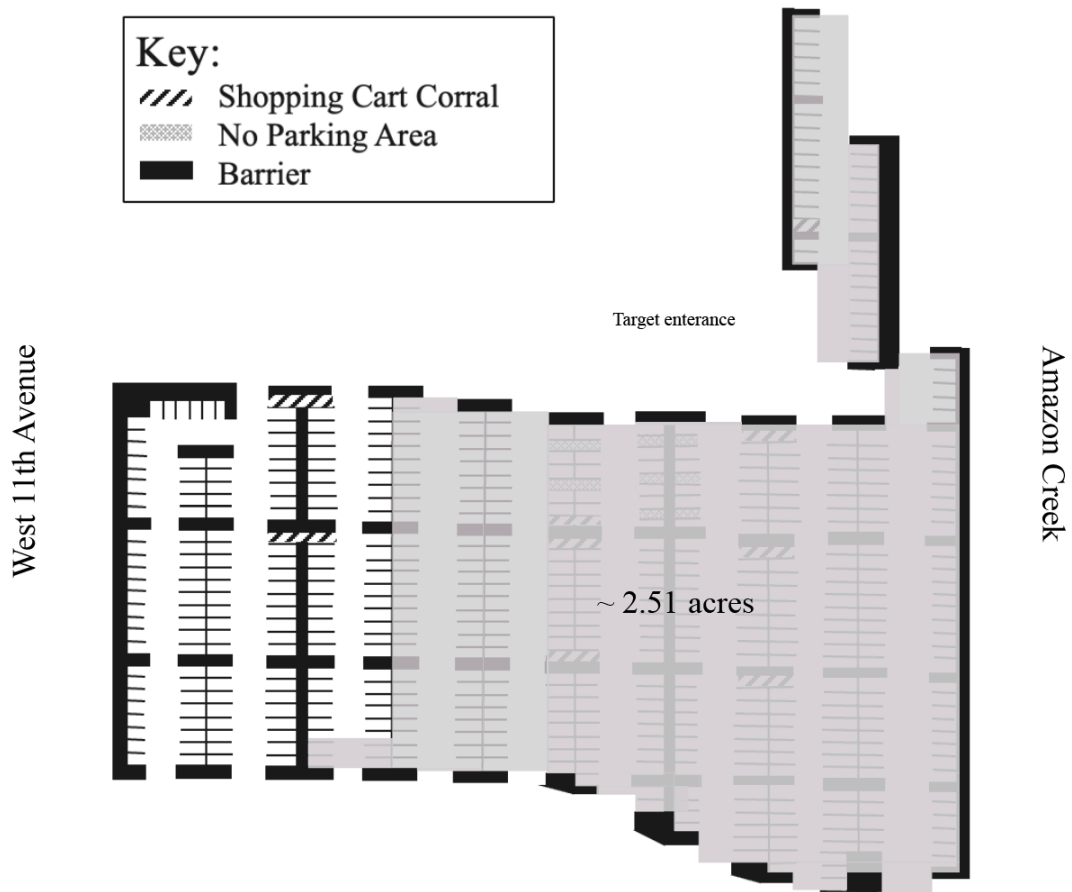 Key:
Shopping Cart Corral
No Parking Area
Barrier
Target enterance
West 11th Avenue
Amazon Creek
~ 2.51 acres